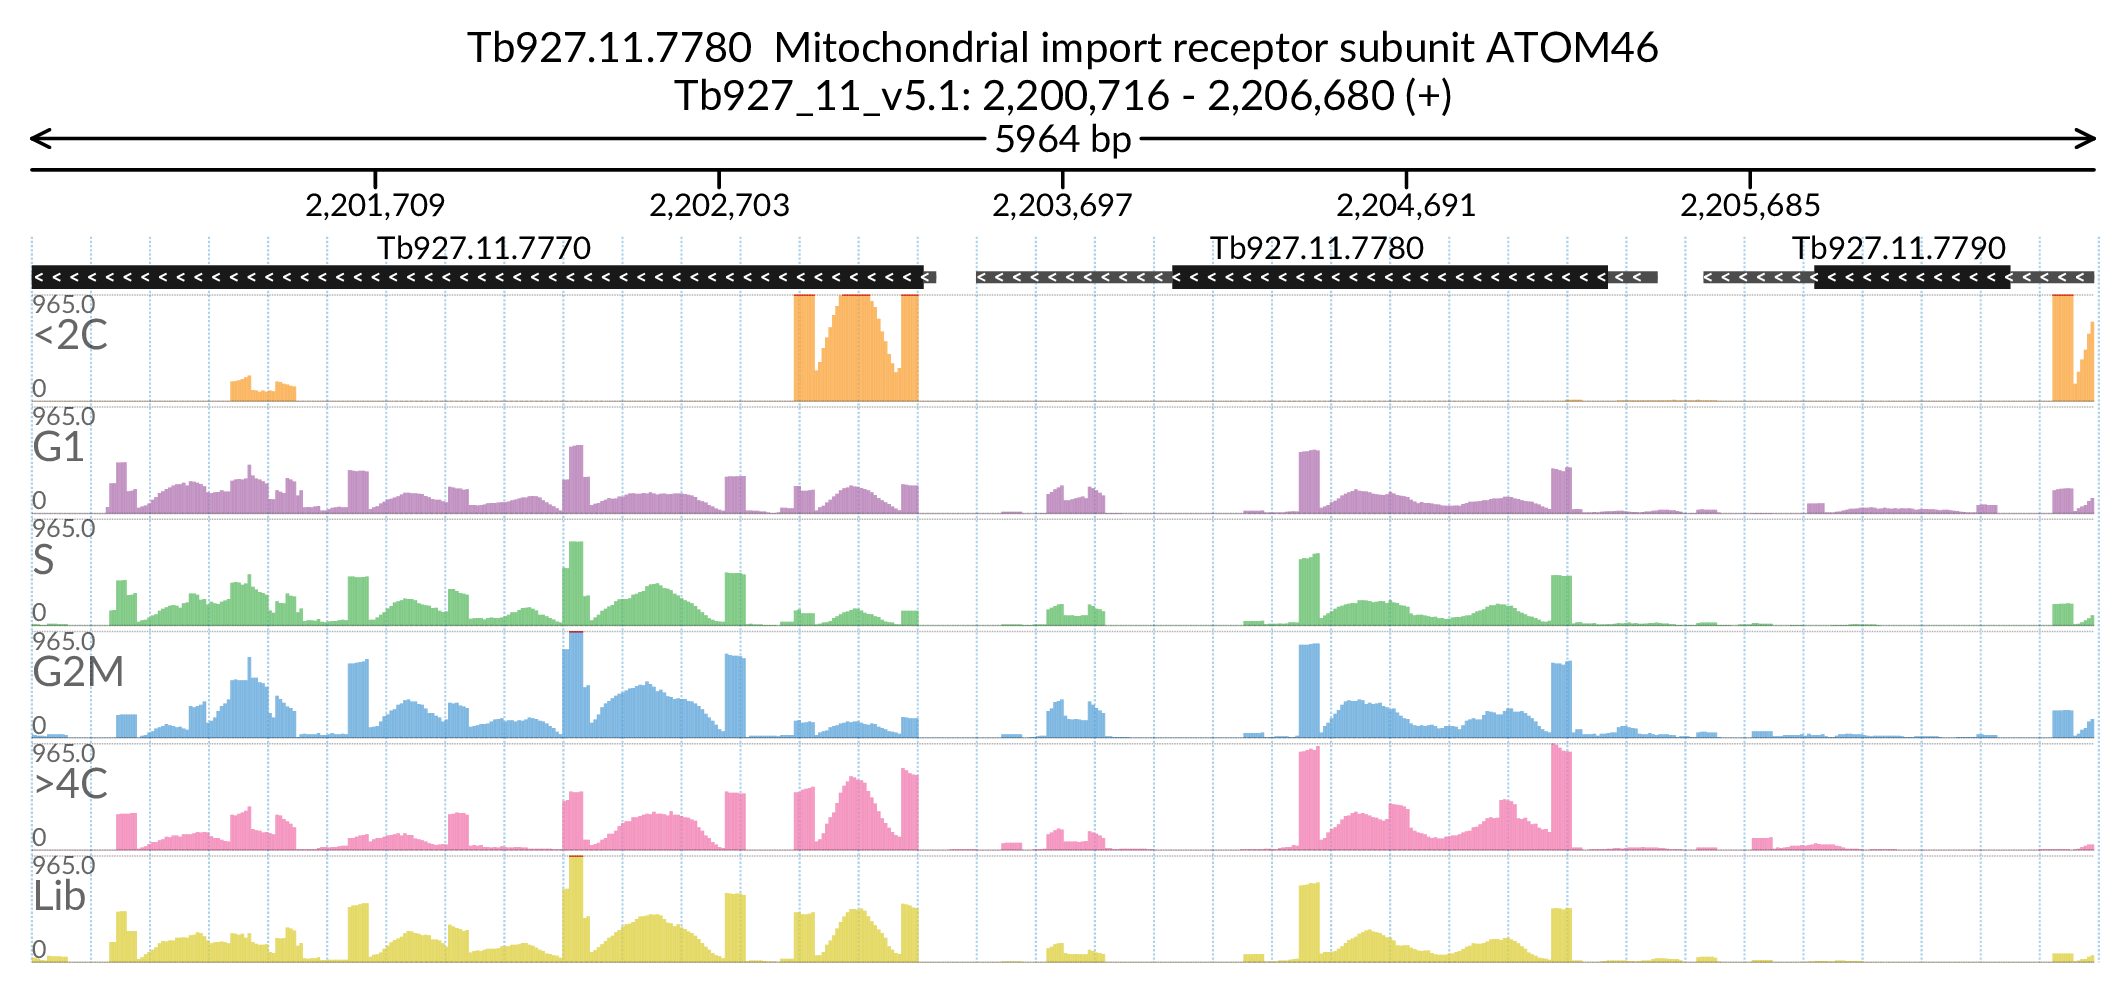 Tb927.11.7780  Mitochondrial import receptor subunit ATOM46
Tb927_11_v5.1: 2,200,716 - 2,206,680 (+)
5964 bp
2,201,709 2,202,703 2,203,697 2,204,691 2,205,685
Tb927.11.7770 Tb927.11.7780 Tb927.11.7790
965.0
<2C
0
965.0
G1
0
965.0
S
0
965.0
G2M
0
965.0
>4C
0
965.0
Lib
0